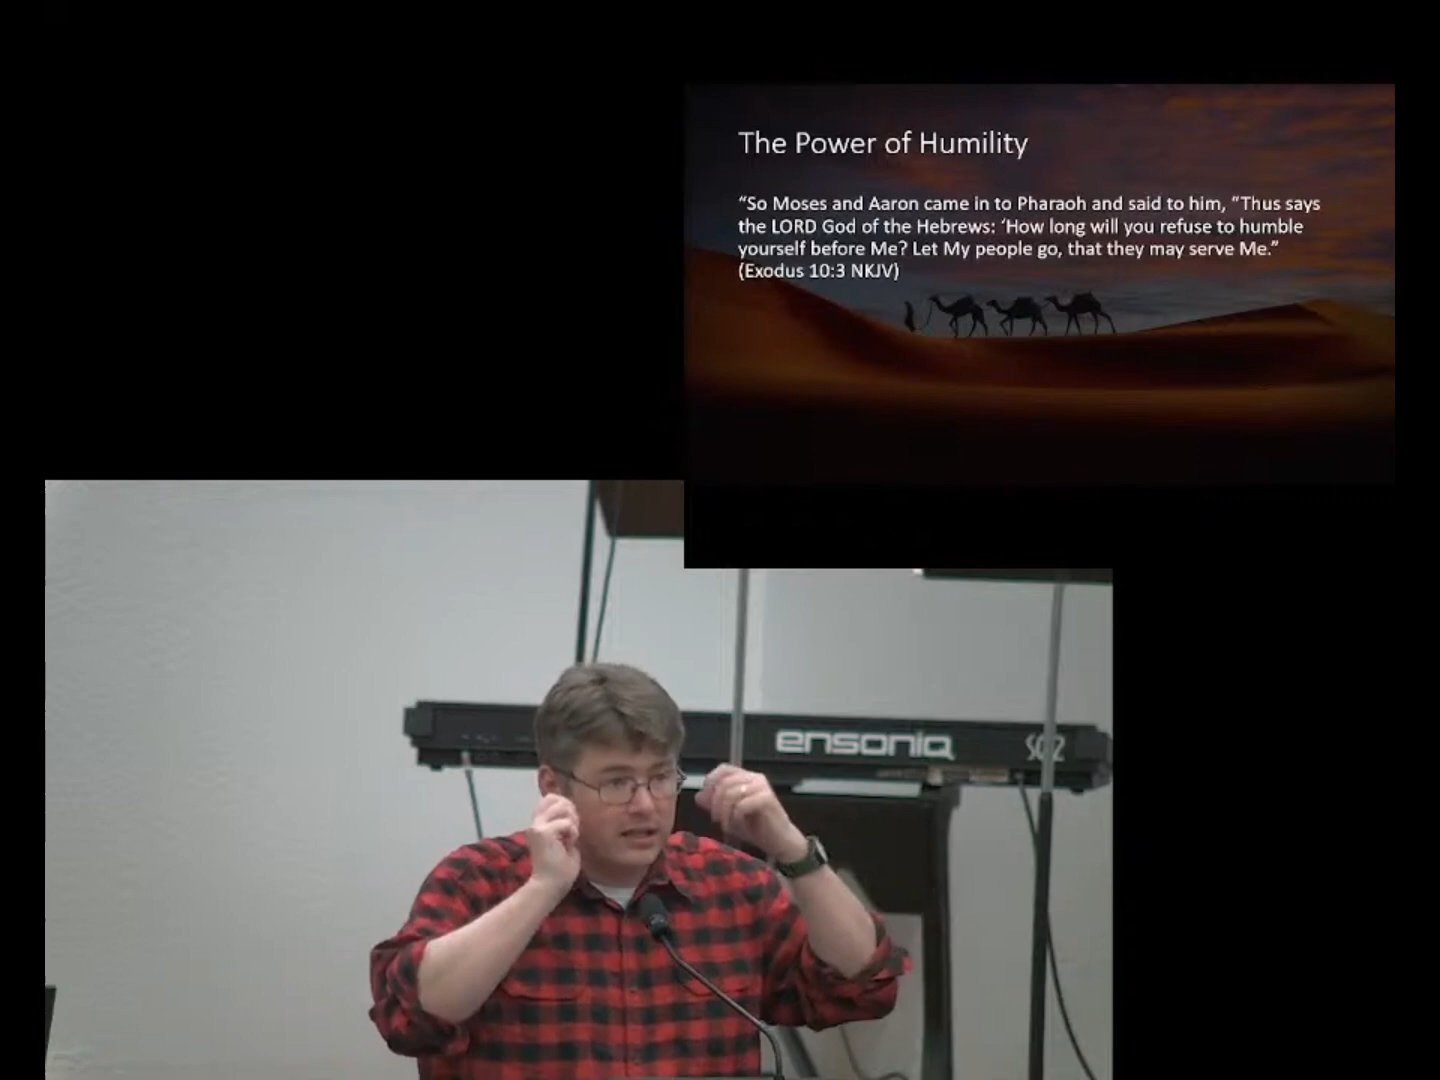 The Power of Humility
“So Moses and Aaron came in to Pharaoh and said to him, “Thus says
the LORD God of the Hebrews: ‘How long will you refuse to humble
yourself before Me? Let My people go, that they may serve Me.”
(Exodus 10:3 NKJV)
ensoniq SQ2